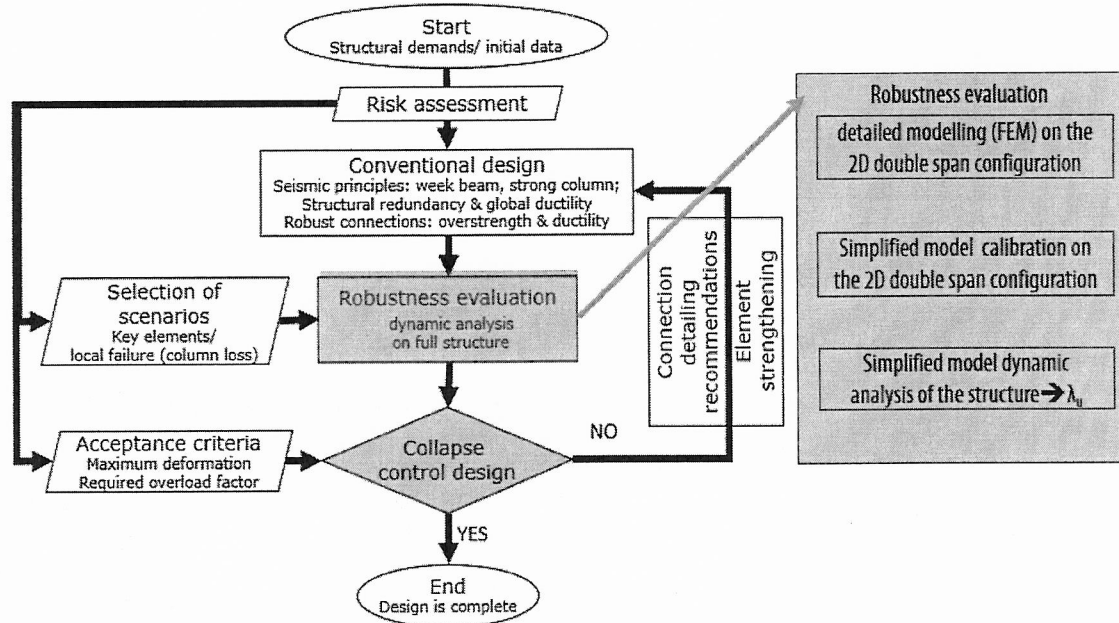 Start
Structural demands/ initial data
Risk assessment
Conventional design
Seismic principles: week beam, strong column;
Structural redundancy & global ductility
Robust connections: overstrength & ductility
Selection of
scenarios
Key elements/
local failure (column loss)
Robustness evaluation
dynamic analysis
on full structure
Acceptance criteria
Maximum deformation
Required overload factor
Collapse
control design
NO
YES
End
Design is complete
Connection
detailing
recommendations
Element
strengthening
Robustness evaluation
detailed modelling (FEM) on the
2D double span configuration
Simplified model calibration on
the 2D double span configuration
Simplified model dynamic
analysis of the structure➔λu